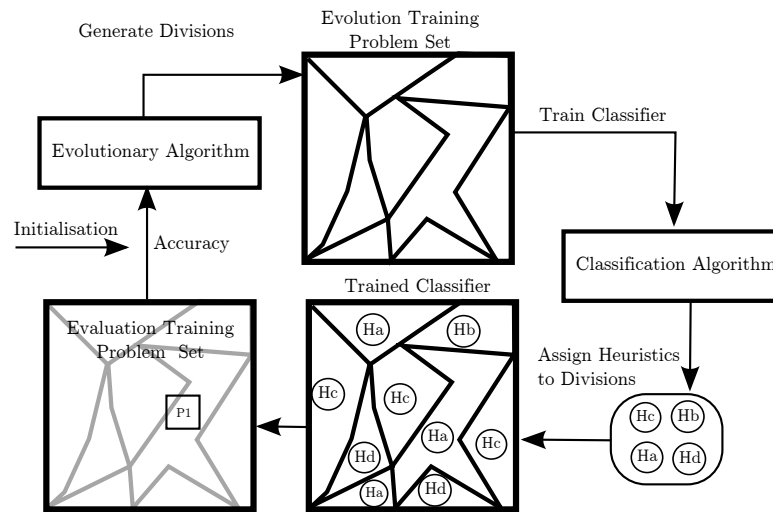 Generate Divisions
Evolution Training
Problem Set
Evolutionary Algorithm
Train Classifier
Initialisation
Accuracy
Classification Algorithm
Trained Classifier
Evaluation Training
Problem Set
P1
Ha
Hb
Hc
Hc
Ha
Hc
Hd
Ha
Hd
Assign Heuristics
to Divisions
Hc
Hb
Ha
Hd